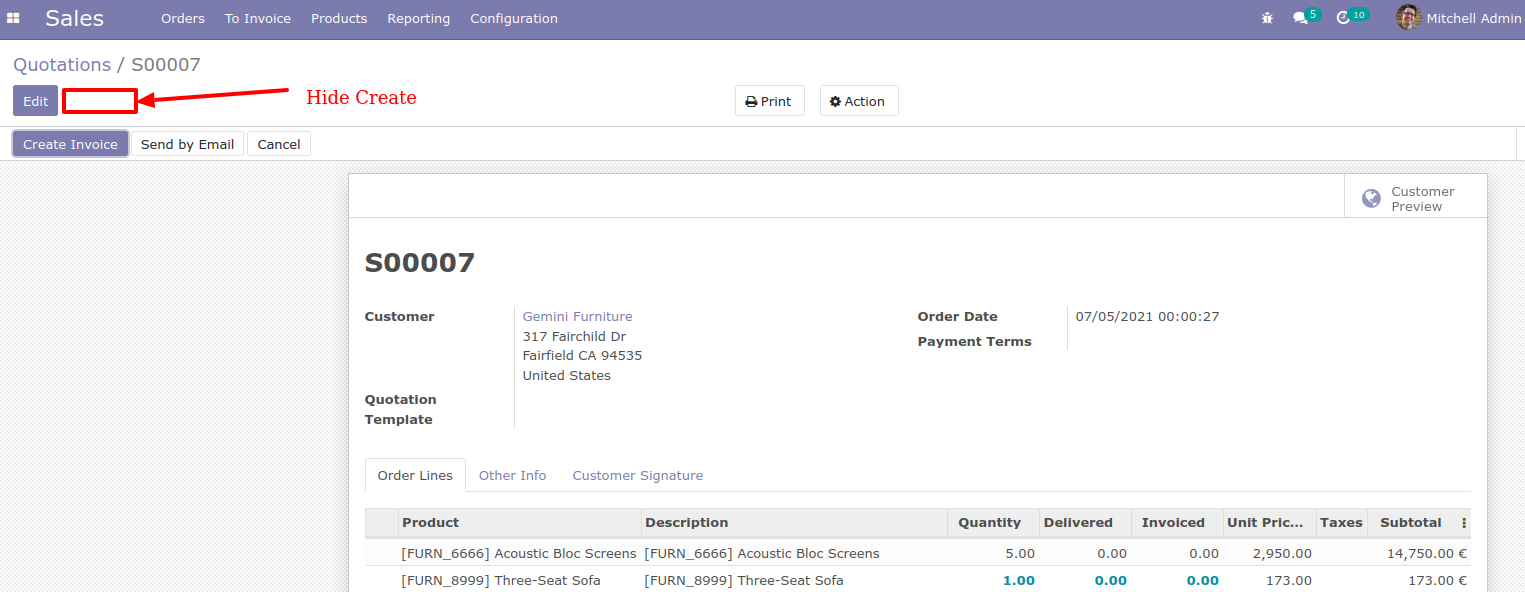 Sales Orders To Invoice Products Reporting Configuration 5 10 Mitchell Admin
Quotations / S00007
Edit Hide Create Print Action
Create Invoice Send by Email Cancel
Customer
Preview
S00007
Customer Gemini Furniture Order Date 07/05/2021 00:00:27
317 Fairchild Dr
Payment Terms
Fairfield CA 94535
United States
Quotation
Template
Order Lines Other Info Customer Signature
Product Description Quantity Delivered Invoiced Unit Pric... Taxes Subtotal
[FURN_6666] Acoustic Bloc Screens [FURN_6666] Acoustic Bloc Screens 5.00 0.00 0.00 2,950.00 14,750.00 €
[FURN_8999] Three-Seat Sofa [FURN_8999] Three-Seat Sofa 1.00 0.00 0.00 173.00 173.00 €